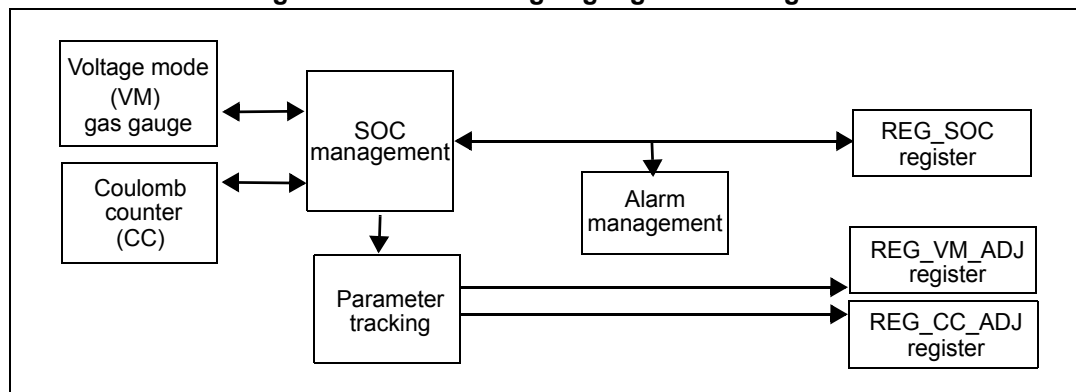 Voltage mode
(VM)
gas gauge
SOC
management
REG_SOC
register
Coulomb
counter
(CC)
Alarm
management
Parameter
tracking
REG_VM_ADJ
register
REG_CC_ADJ
register